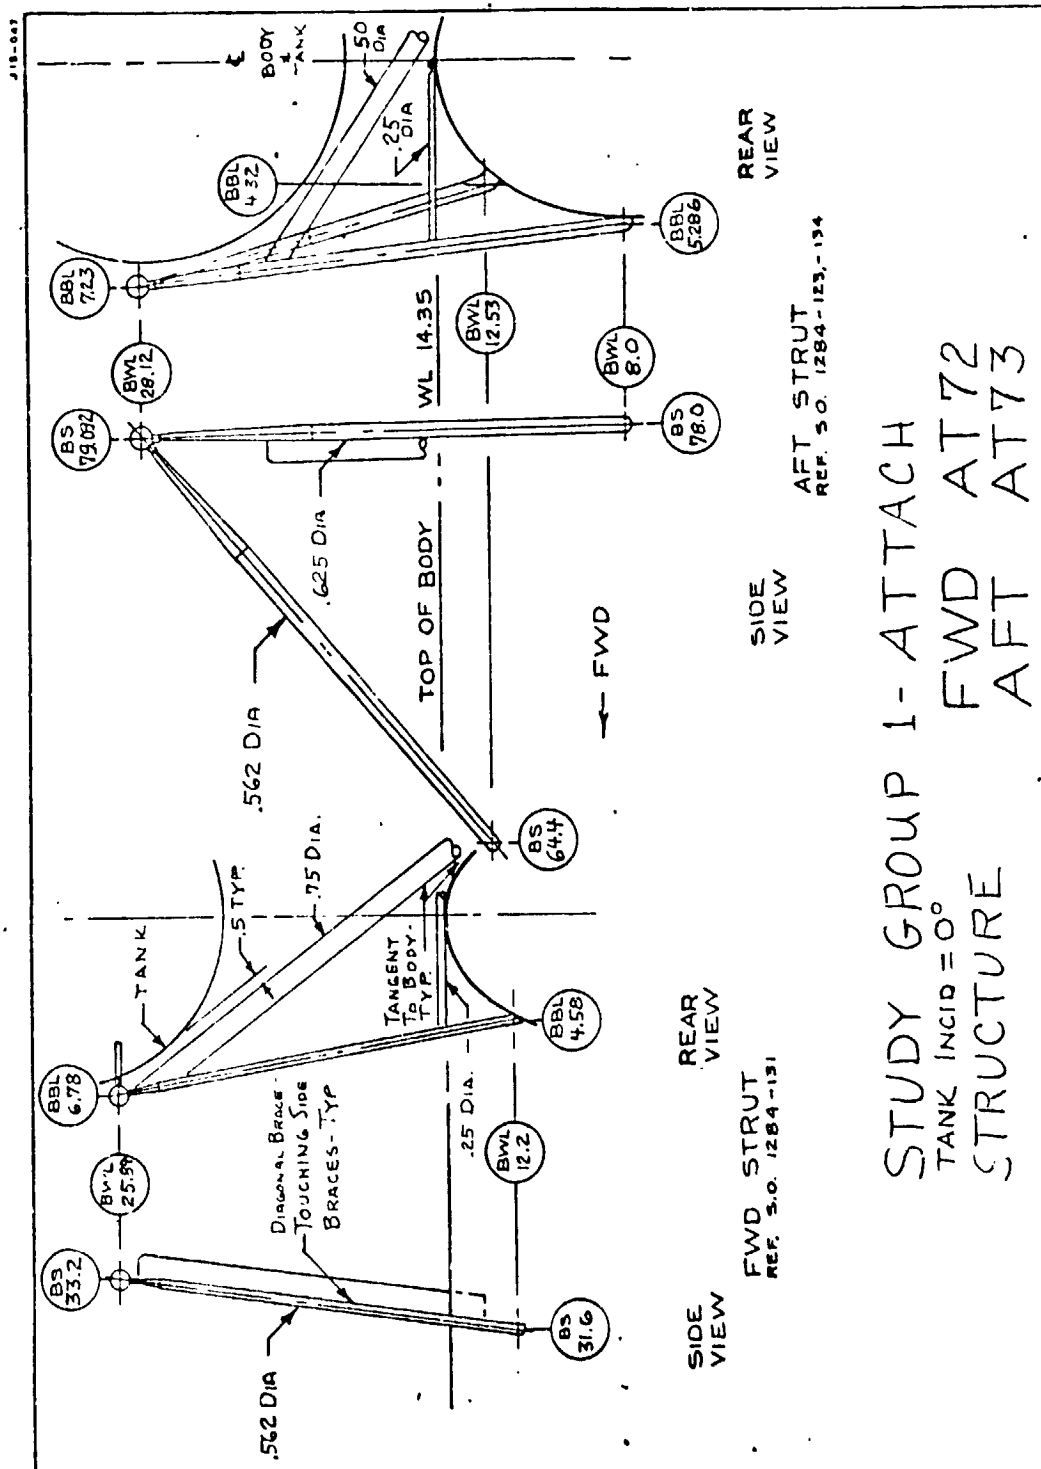 J1S-047
BS
33.2
BWL
25.99
BBL
6.78
TANK
.5 TYP.
.75 DIA.
.562 DIA
.562 DIA
DIAGONAL BRACE -
TOUCHING SIDE
BRACES - TYP
TANGENT
TO BODY -
TYP.
.25 DIA.
BS
31.6
BWL
12.2
BBL
4.58
BS
64.4
SIDE
VIEW
REAR
VIEW
FWD STRUT
REF. S.O. 1284-131
BS
79.092
BWL
28.12
BBL
7.23
BBL
4.32
℄
BODY
&
TANK
.50
DIA
.25
DIA
.625 DIA
TOP OF BODY
WL 14.35
BWL
12.53
BWL
8.0
BS
78.0
BBL
5.286
FWD
SIDE
VIEW
REAR
VIEW
AFT STRUT
REF. S.O. 1284-123,-134
STUDY GROUP 1 - ATTACH
TANK INCID = 0°
STRUCTURE
FWD AT72
AFT AT73